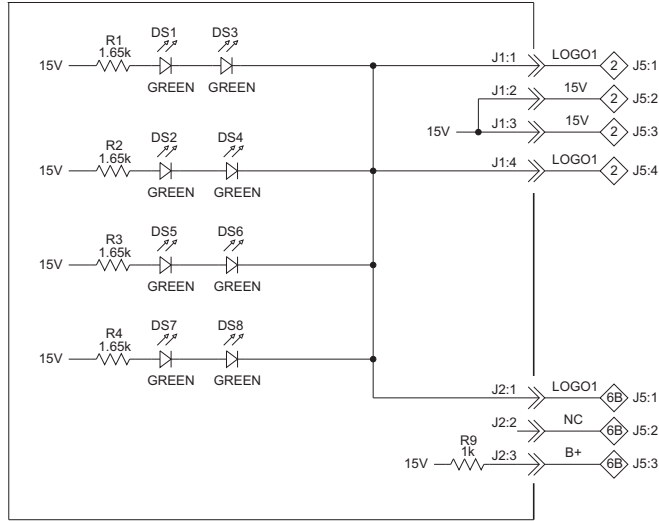 DS1 DS3
R1
1.65k
15V
GREEN GREEN
J1:1 LOGO1 2 J5:1
J1:2 15V 2 J5:2
15V J1:3 15V 2 J5:3
DS2 DS4
R2
1.65k
15V
GREEN GREEN
J1:4 LOGO1 2 J5:4
DS5 DS6
R3
1.65k
15V
GREEN GREEN
DS7 DS8
R4
1.65k
15V
GREEN GREEN
J2:1 LOGO1 6B J5:1
J2:2 NC 6B J5:2
R9
1k
15V J2:3 B+ 6B J5:3